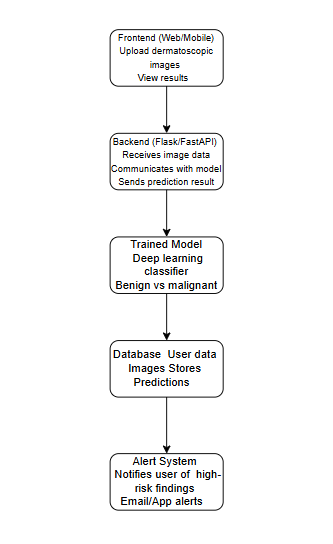 Frontend (Web/Mobile)
Upload dermatoscopic
images
View results
Backend (Flask/FastAPI)
Receives image data
Communicates with model
Sends prediction result
Trained Model
Deep learning
classifier
Benign vs malignant
Database  User data
Images Stores
Predictions
Alert System
Notifies user of  high-
risk findings
Email/App alerts